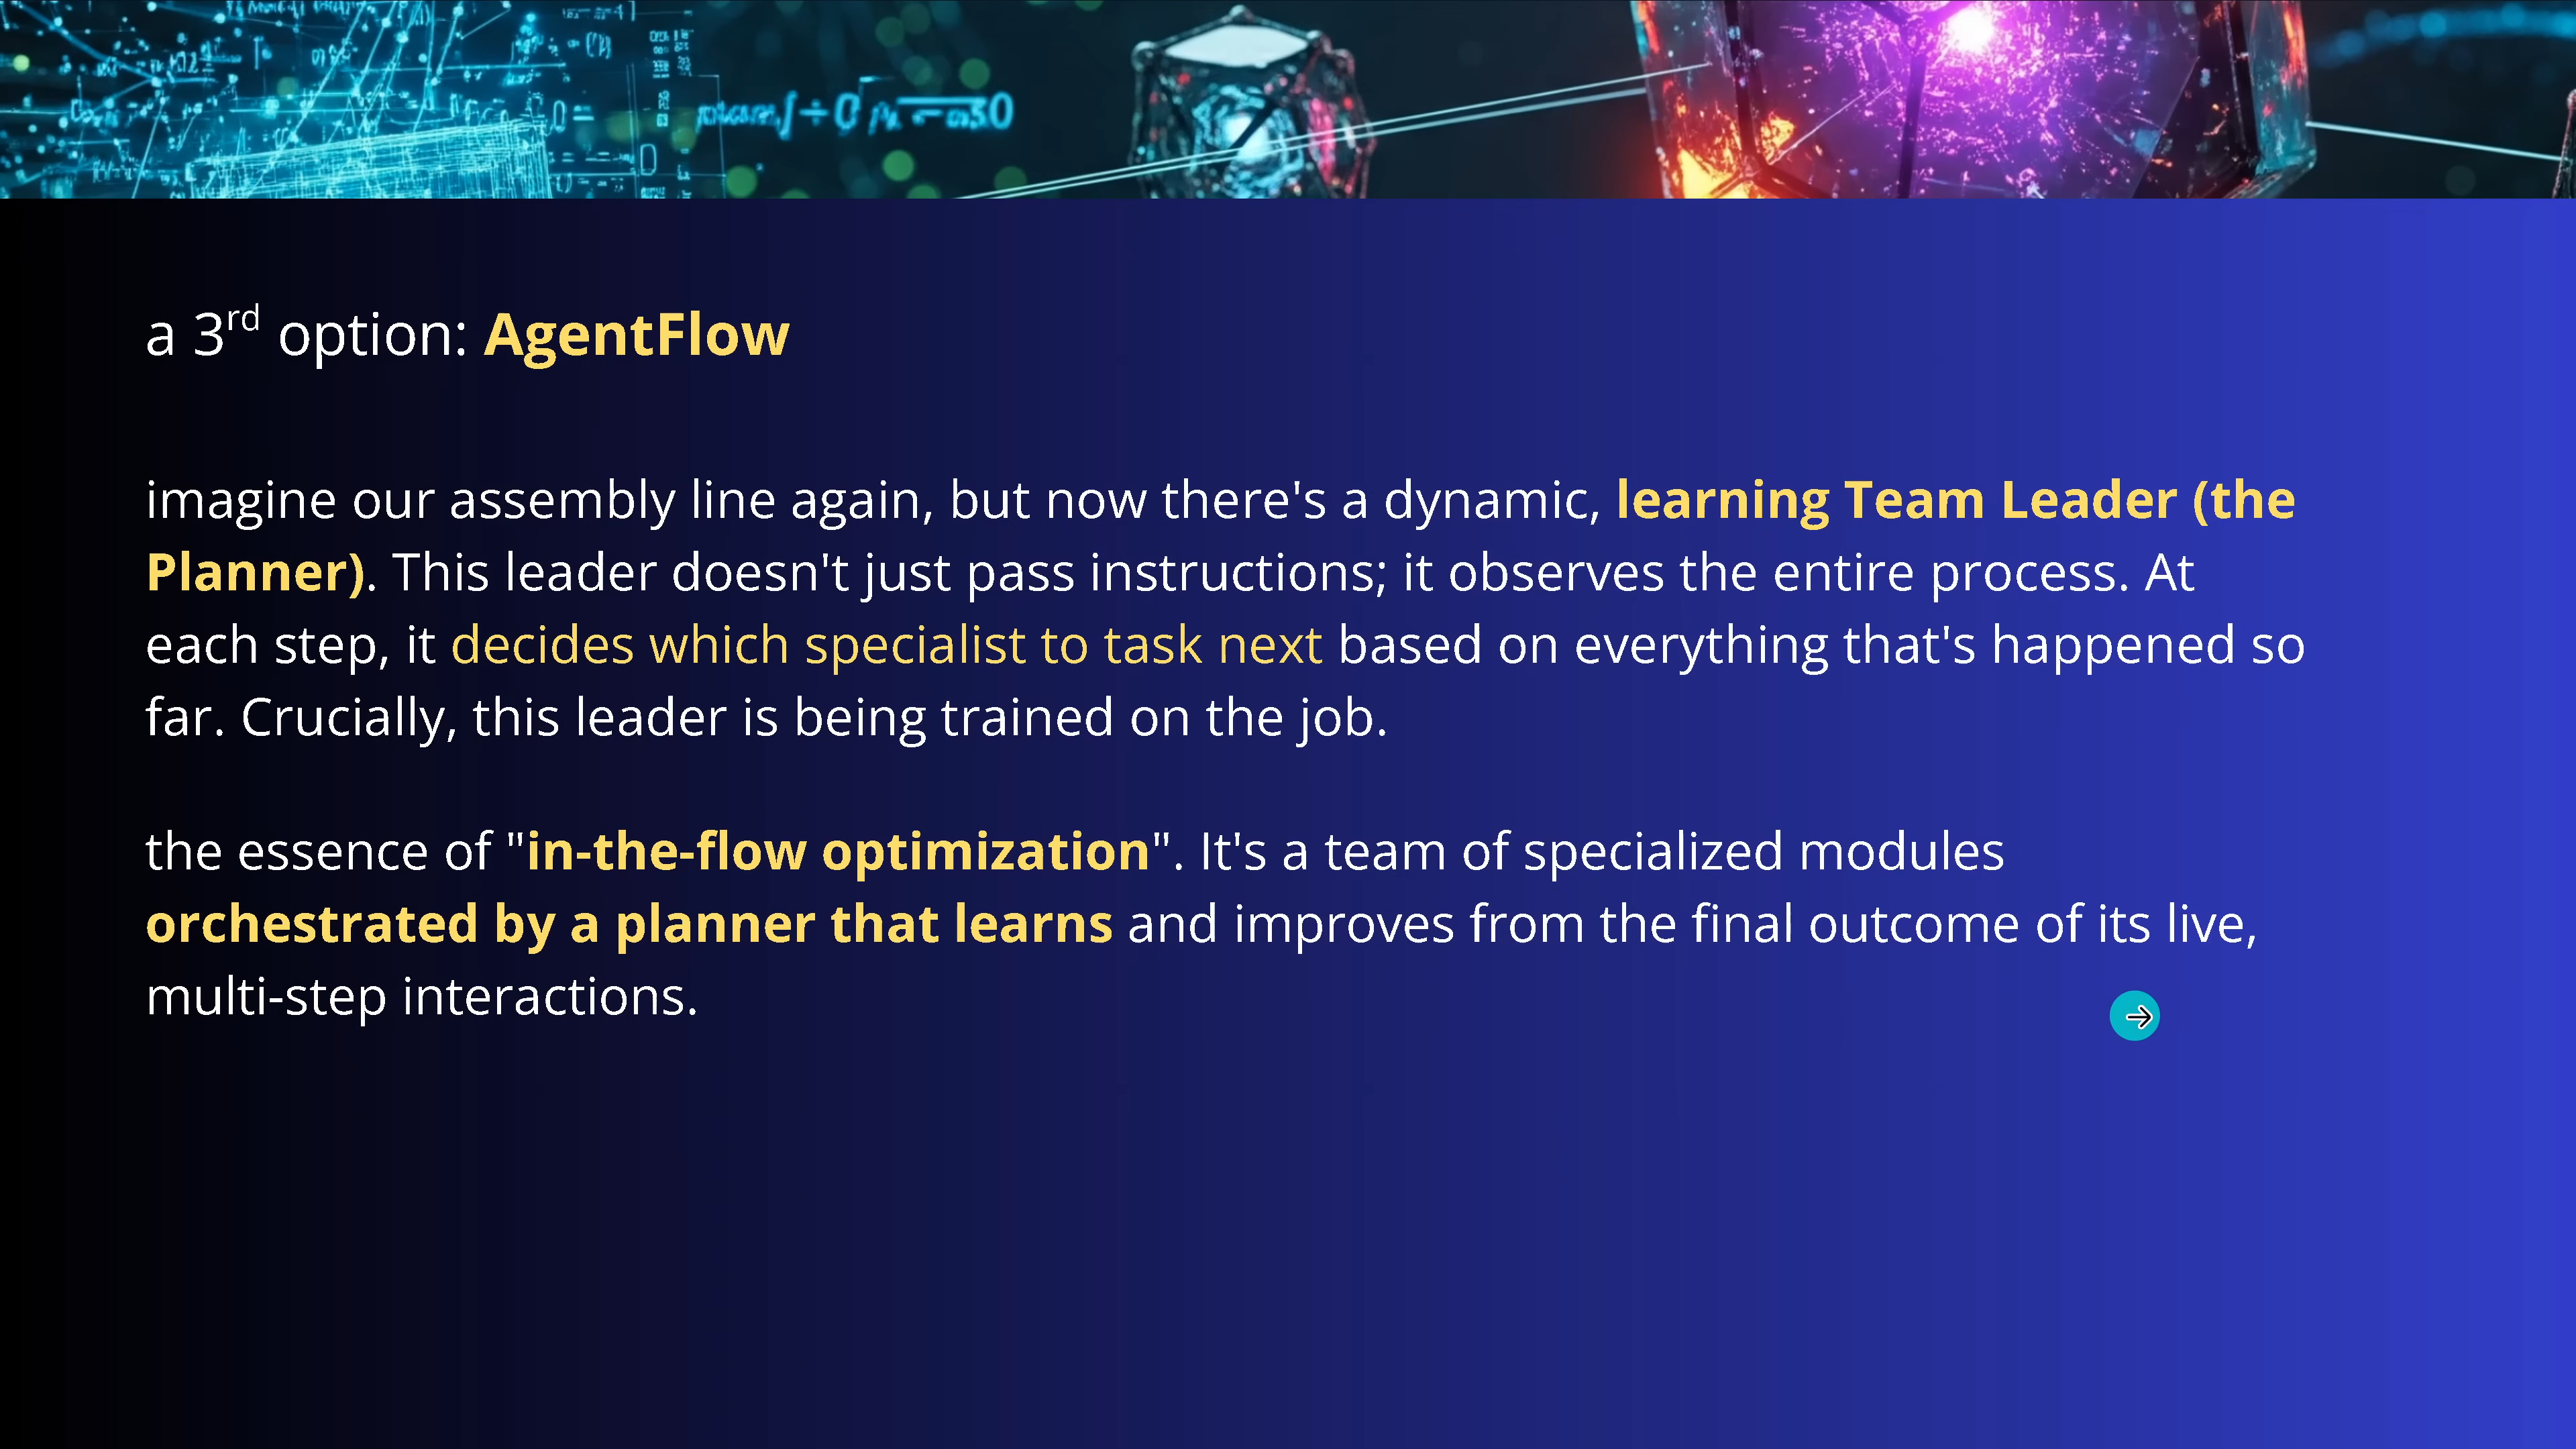 a 3rd option: AgentFlow
imagine our assembly line again, but now there's a dynamic, learning Team Leader (the
Planner). This leader doesn't just pass instructions; it observes the entire process. At
each step, it decides which specialist to task next based on everything that's happened so
far. Crucially, this leader is being trained on the job.
the essence of "in-the-flow optimization". It's a team of specialized modules
orchestrated by a planner that learns and improves from the final outcome of its live,
multi-step interactions.